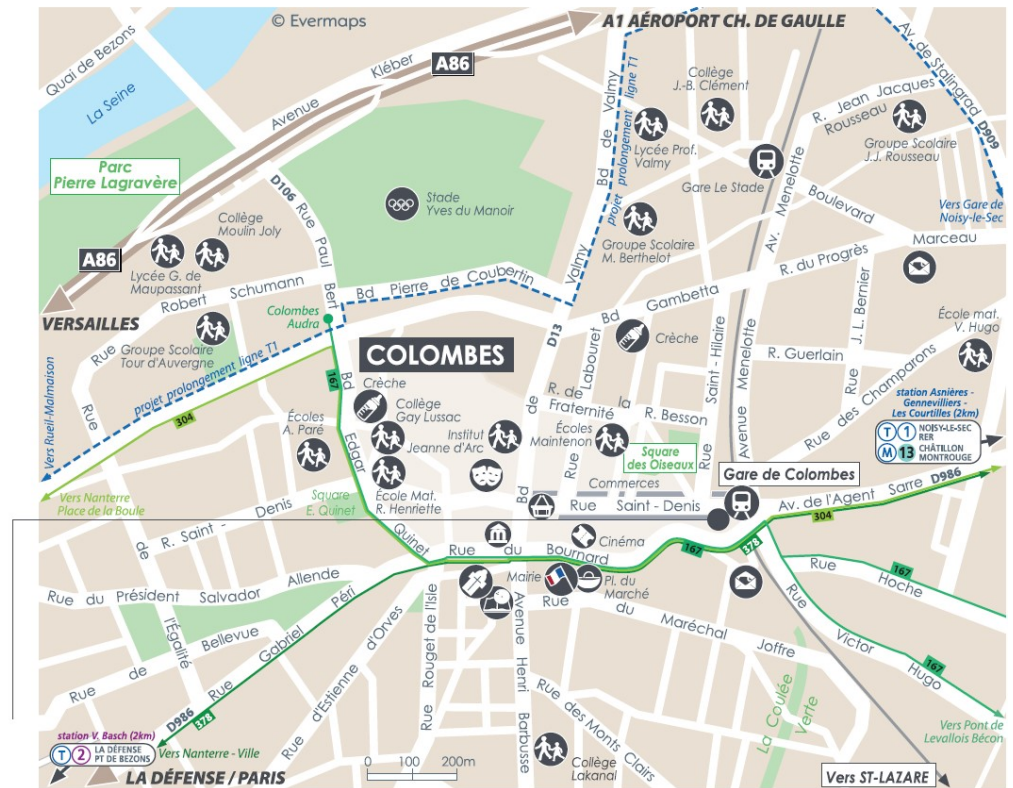 © Evermaps
A1 AÉROPORT CH. DE GAULLE
Quai de Bezons
La Seine
Avenue Kléber
A86
Bd de Valmy
projet prolongement ligne T1
Collège
J.-B. Clément
R. Jean Jacques
Rousseau
Av. de Stalingrad
D909
Groupe Scolaire
J.J. Rousseau
Lycée Prof.
Valmy
Gare Le Stade
Parc
Pierre Lagravère
D106
Rue Paul Bert
Stade
Yves du Manoir
Av. Menelotte
Boulevard
Marceau
Vers Gare de
Noisy-le-Sec
Collège
Moulin Joly
Groupe Scolaire
M. Berthelot
A86
Lycée G. de
Maupassant
R. du Progrès
Rue Robert Schumann
Bd Pierre de Coubertin
Valmy
Bd Gambetta
Rue J. L. Bernier
VERSAILLES
Colombes
Audra
D13
École mat.
V. Hugo
Groupe Scolaire
Tour d'Auvergne
Crèche
COLOMBES
R. Guerlain
projet prolongement ligne T1
167
Bd Edgar Quinet
Crèche
Collège
Gay Lussac
Rue Labouret
Rue Saint - Hilaire
Avenue Menelotte
Rue des Champarons
station Asnières -
Gennevilliers -
Les Courtilles (2km)
T 1 NOISY-LE-SEC
RER
M 13 CHÂTILLON
MONTROUGE
304
Vers Rueil-Malmaison
Rue de l'Égalité
Écoles
A. Paré
Jeanne d'Arc
Institut
Bd de
R. de la Fraternité
R. Besson
Écoles
Maintenon
Square
des Oiseaux
Gare de Colombes
Vers Nanterre
Place de la Boule
École Mat.
R. Henriette
Commerces
Square
E. Quinet
Rue Saint - Denis
Av. de l'Agent Sarre
D986
304
R. Saint - Denis
Cinéma
Rue du Bournard
167
378
Rue du Président Salvador Allende
Mairie
Pl. du
Marché
Rue Hoche
167
Rue du Maréchal Joffre
Rue de Bellevue
Rue Gabriel Péri
Rue d'Estienne d'Orves
Rue Rouget de l'Isle
Avenue Henri Barbusse
Rue Victor Hugo
167
D986
378
Rue des Monts Clairs
La Coulée
Verte
Vers Pont de
Levallois Bécon
station V. Basch (2km)
T 2 LA DÉFENSE
PT DE BEZONS
Vers Nanterre - Ville
LA DÉFENSE / PARIS
0 100 200m
Collège
Lakanal
Vers ST-LAZARE